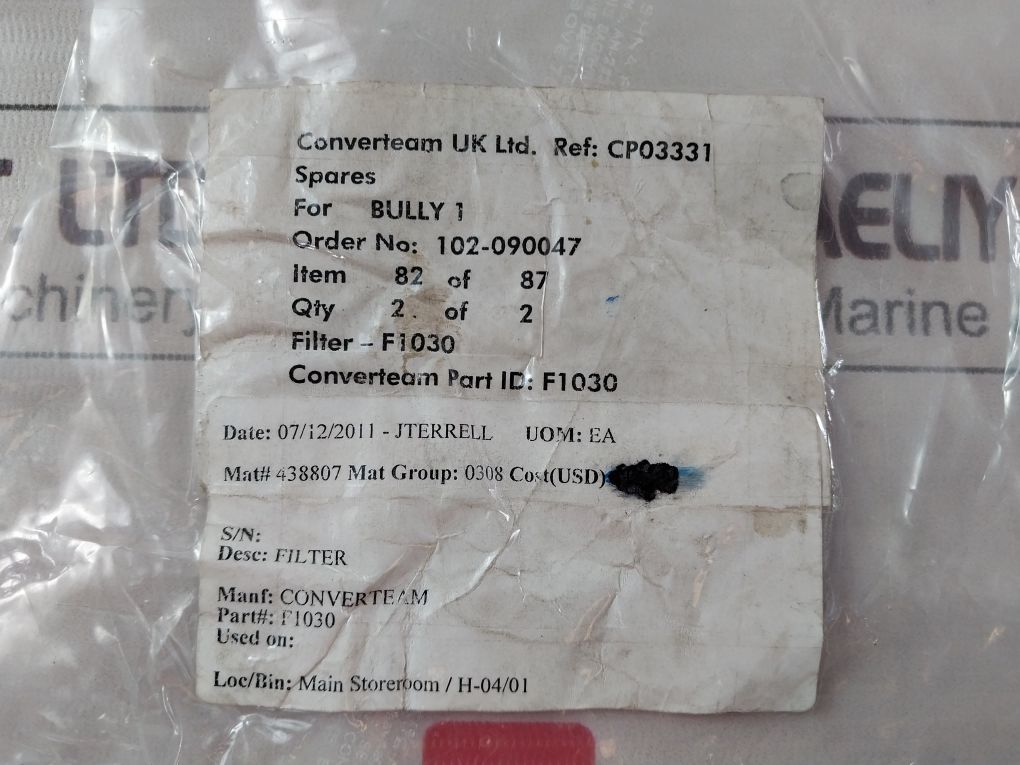 Converteam UK Ltd. Ref: CP03331
Spares
For BULLY 1
Order No: 102-090047
Item 82 of 87
Qty 2 of 2
Filter - F1030
Converteam Part ID: F1030
Date: 07/12/2011 - JTERRELL UOM: EA
Mat# 438807 Mat Group: 0308 Cost(USD)
S/N:
Desc: FILTER
Manf: CONVERTEAM
Part#: F1030
Used on:
Loc/Bin: Main Storeroom / H-04/01
LTD
AELIY
chinery
Marine